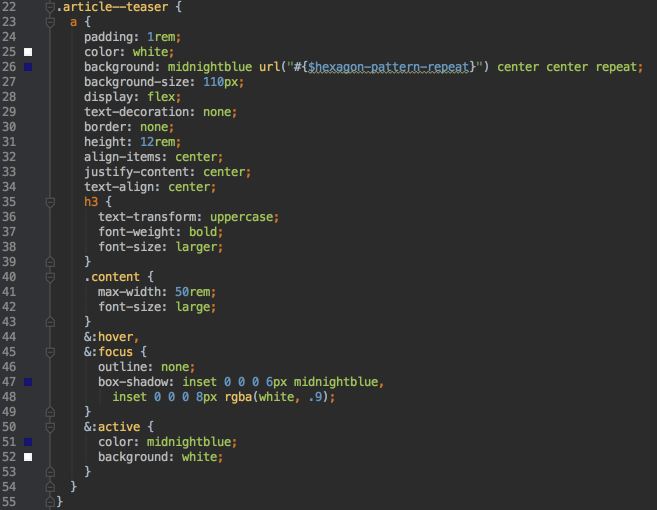 22 .article--teaser {
23   a {
24     padding: 1rem;
25     color: white;
26     background: midnightblue url("#{$hexagon-pattern-repeat}") center center repeat;
27     background-size: 110px;
28     display: flex;
29     text-decoration: none;
30     border: none;
31     height: 12rem;
32     align-items: center;
33     justify-content: center;
34     text-align: center;
35     h3 {
36       text-transform: uppercase;
37       font-weight: bold;
38       font-size: larger;
39     }
40     .content {
41       max-width: 50rem;
42       font-size: large;
43     }
44     &:hover,
45     &:focus {
46       outline: none;
47       box-shadow: inset 0 0 0 6px midnightblue,
48         inset 0 0 0 8px rgba(white, .9);
49     }
50     &:active {
51       color: midnightblue;
52       background: white;
53     }
54   }
55 }